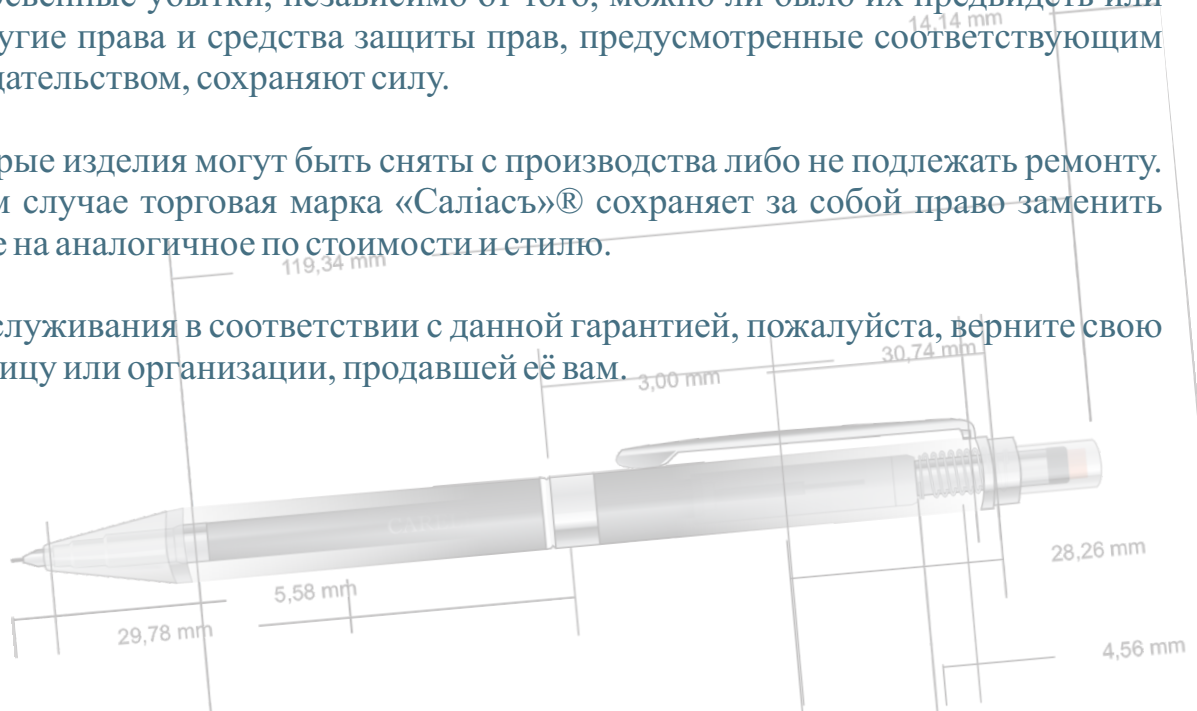 венные убытки, независимо от того, можно ли было их предвидеть или
угие права и средства защиты прав, предусмотренные соответствующим
дательством, сохраняют силу.
рые изделия могут быть сняты с производства либо не подлежать ремонту.
м случае торговая марка «Саліасъ»® сохраняет за собой право заменить
е на аналогичное по стоимости и стилю.
служивания в соответствии с данной гарантией, пожалуйста, верните свою
ицу или организации, продавшей её вам.
14,14 mm
119,34 mm
30,74 mm
3,00 mm
28,26 mm
5,58 mm
29,78 mm
4,56 mm